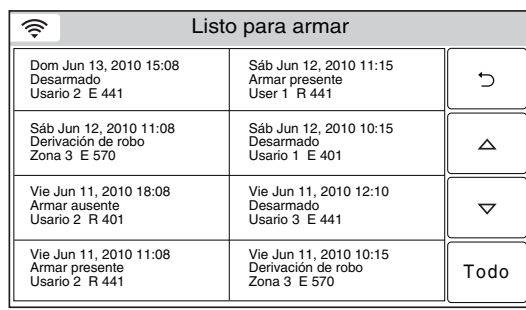 Listo para armar
Dom Jun 13, 2010 15:08
Desarmado
Usario 2 E 441
Sáb Jun 12, 2010 11:15
Armar presente
User 1 R 441
Sáb Jun 12, 2010 11:08
Derivación de robo
Zona 3 E 570
Sáb Jun 12, 2010 10:15
Desarmado
Usario 1 E 401
Vie Jun 11, 2010 18:08
Armar ausente
Usario 2 R 401
Vie Jun 11, 2010 12:10
Desarmado
Usario 3 E 441
Vie Jun 11, 2010 11:08
Armar presente
Usario 2 R 441
Vie Jun 11, 2010 10:15
Derivación de robo
Zona 3 E 570
Todo